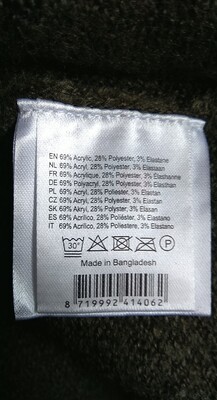 EN 69% Acrylic, 28% Polyester, 3% Elastane
NL 69% Acryl, 28% Polyester, 3% Elastaan
FR 69% Acrylique, 28% Polyester, 3% Elasthanne
DE 69% Polyacryl, 28% Polyester, 3% Elasthan
PL 69% Akryl, 28% Poliester, 3% Elastan
CZ 69% Akryl, 28% Polyester, 3% Elastan
SK 69% Akryl, 28% Polyester, 3% Elasan
ES 69% Acrílico, 28% Poliéster, 3% Elastano
IT 69% Acrilico, 28% Poliestere, 3% Elastano
30° P
Made in Bangladesh
8 719992 414062